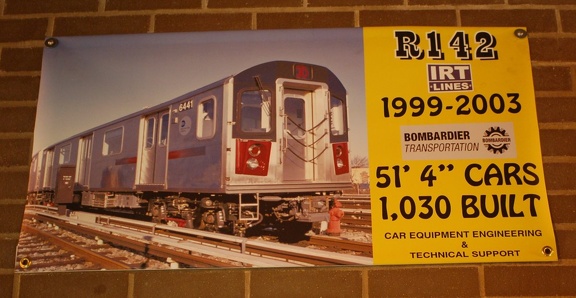 6441
R142
IRT
LINES
1999-2003
BOMBARDIER
TRANSPORTATION
51' 4" CARS
1,030 BUILT
CAR EQUIPMENT ENGINEERING
&
TECHNICAL SUPPORT